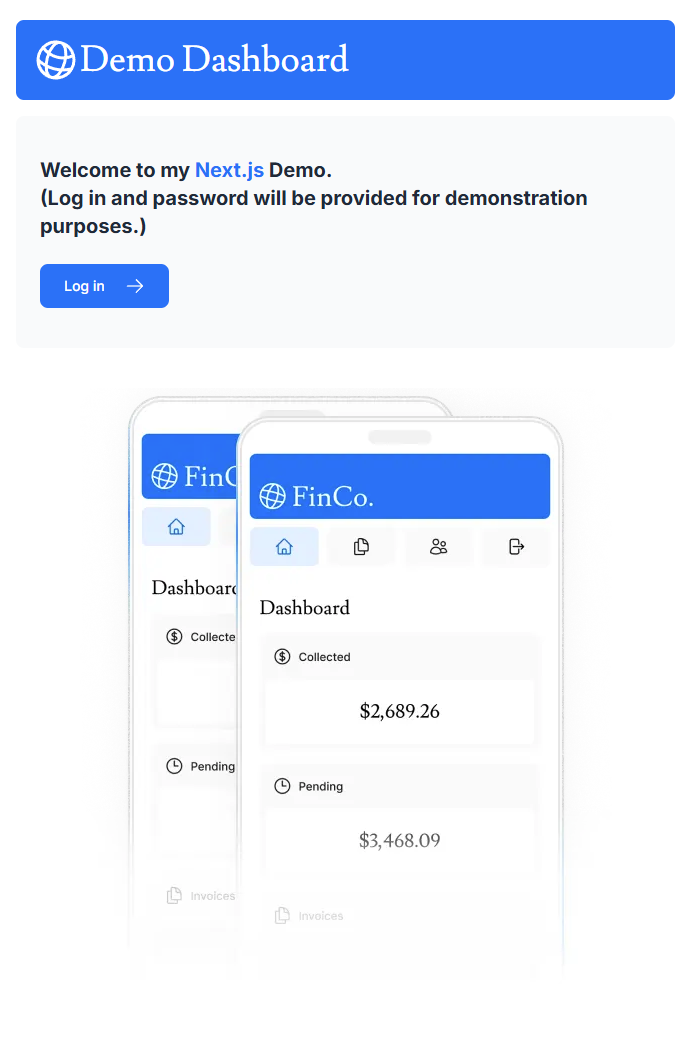 Demo Dashboard
Welcome to my Next.js Demo.
(Log in and password will be provided for demonstration
purposes.)
Log in
FinC
Dashboard
Collecte
Pending
Invoices
FinCo.
Dashboard
Collected
$2,689.26
Pending
$3,468.09
Invoices